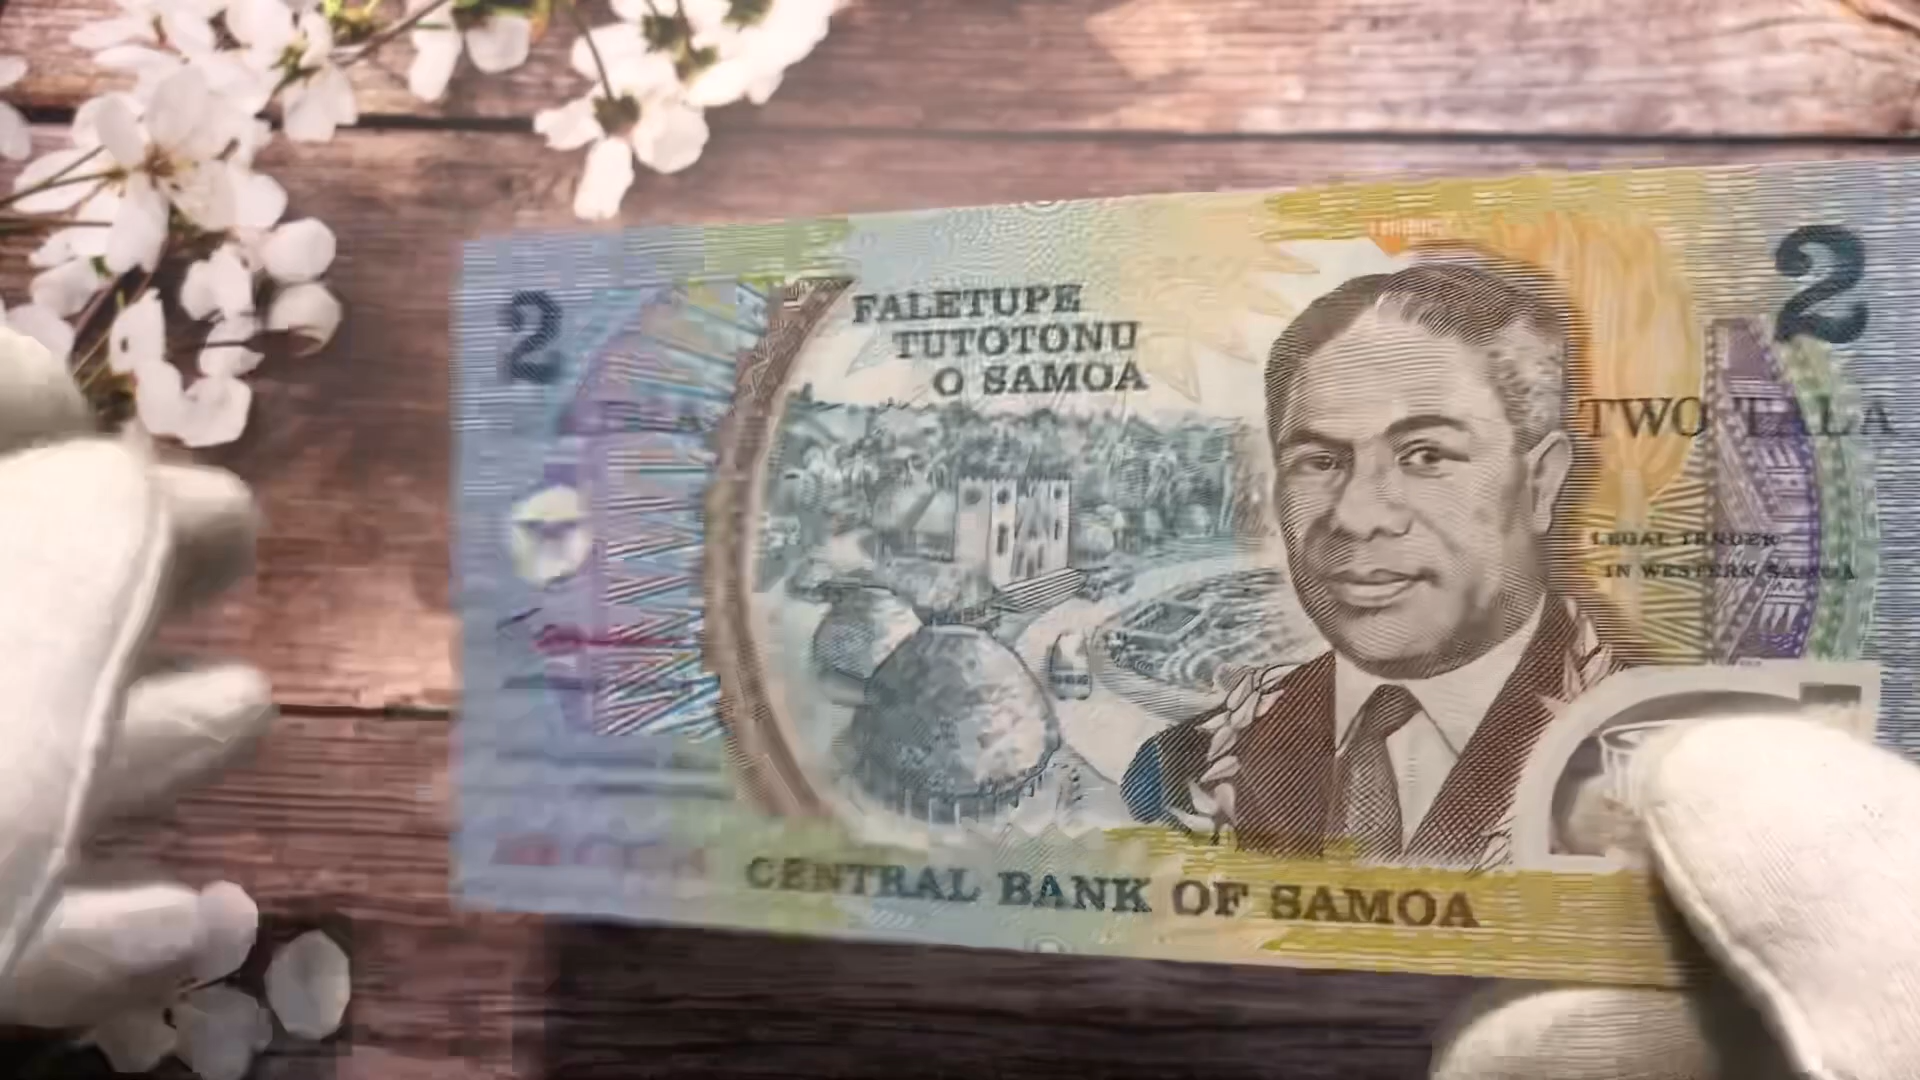 2
FALETUPE
TUTOTONU
O SAMOA
2
TWO TALA
LEGAL TENDER
IN WESTERN SAMOA
CENTRAL BANK OF SAMOA